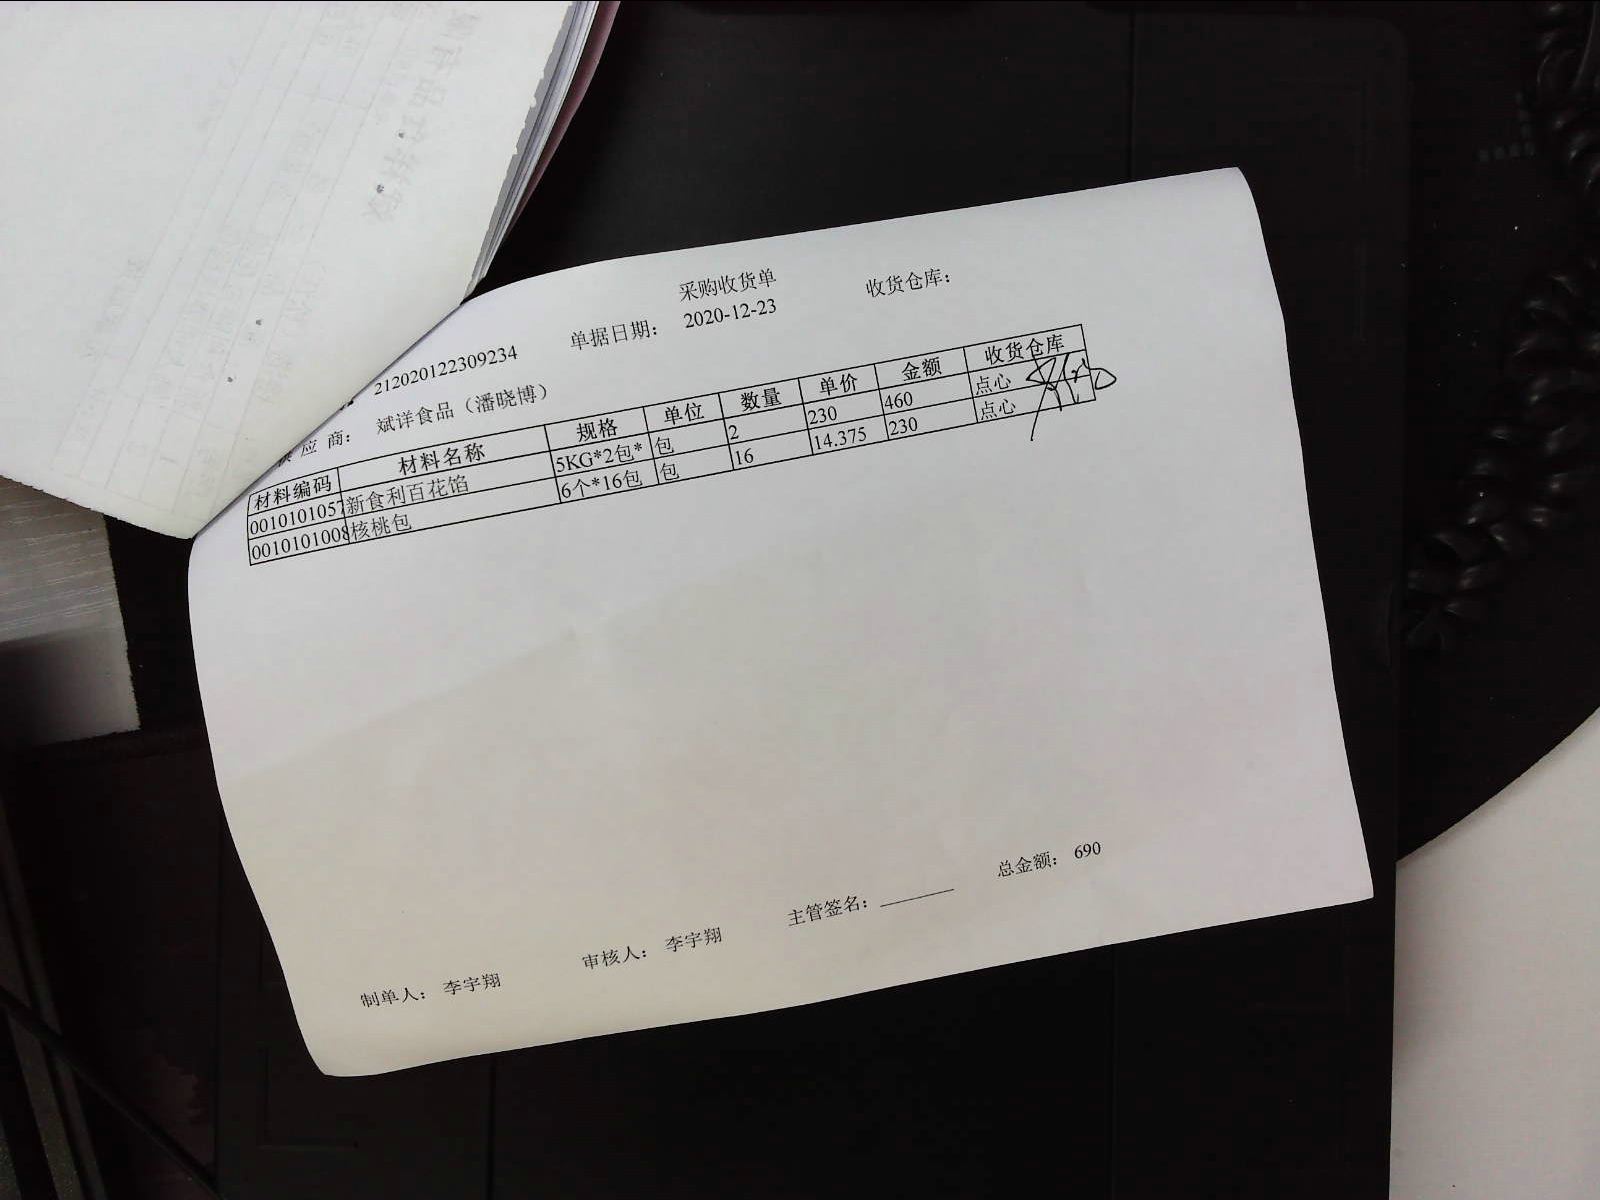 采购收货单
212020122309234 单据日期： 2020-12-23 收货仓库：
应 商： 斌洋食品（潘晓博）
材料编码 材料名称 规格 单位 数量 单价 金额 收货仓库
0010101057 新食利百花馅 5KG*2包* 包 2 230 460 点心
0010101008 核桃包 6个*16包 包 16 14.375 230 点心
总金额： 690
制单人： 李宇翔 审核人： 李宇翔 主管签名：